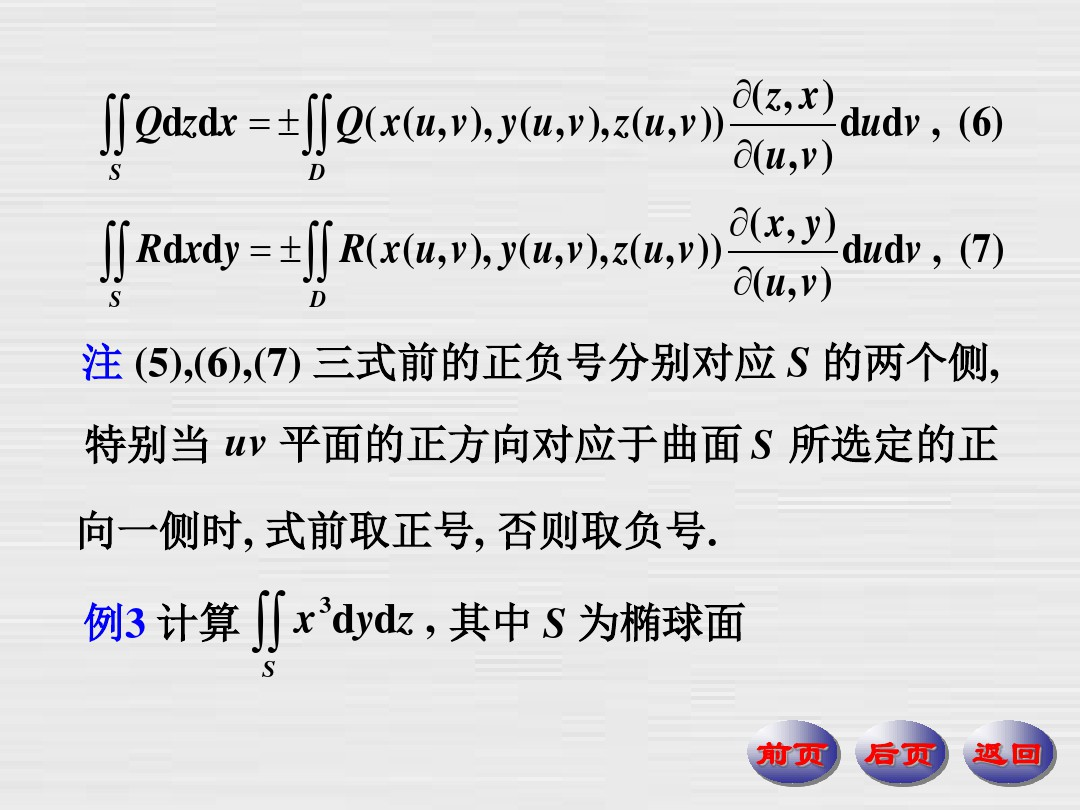 ∬_S Qdzdx = ±∬_D Q(x(u,v), y(u,v),z(u,v)) ∂(z,x)/∂(u,v) dudv , (6)
∬_S Rdxdy = ±∬_D R(x(u,v), y(u,v),z(u,v)) ∂(x,y)/∂(u,v) dudv , (7)
注 (5),(6),(7) 三式前的正负号分别对应 S 的两个侧,
特别当 uv 平面的正方向对应于曲面 S 所选定的正
向一侧时, 式前取正号, 否则取负号.
例3 计算 ∬_S x³dydz , 其中 S 为椭球面
前页 后页 返回